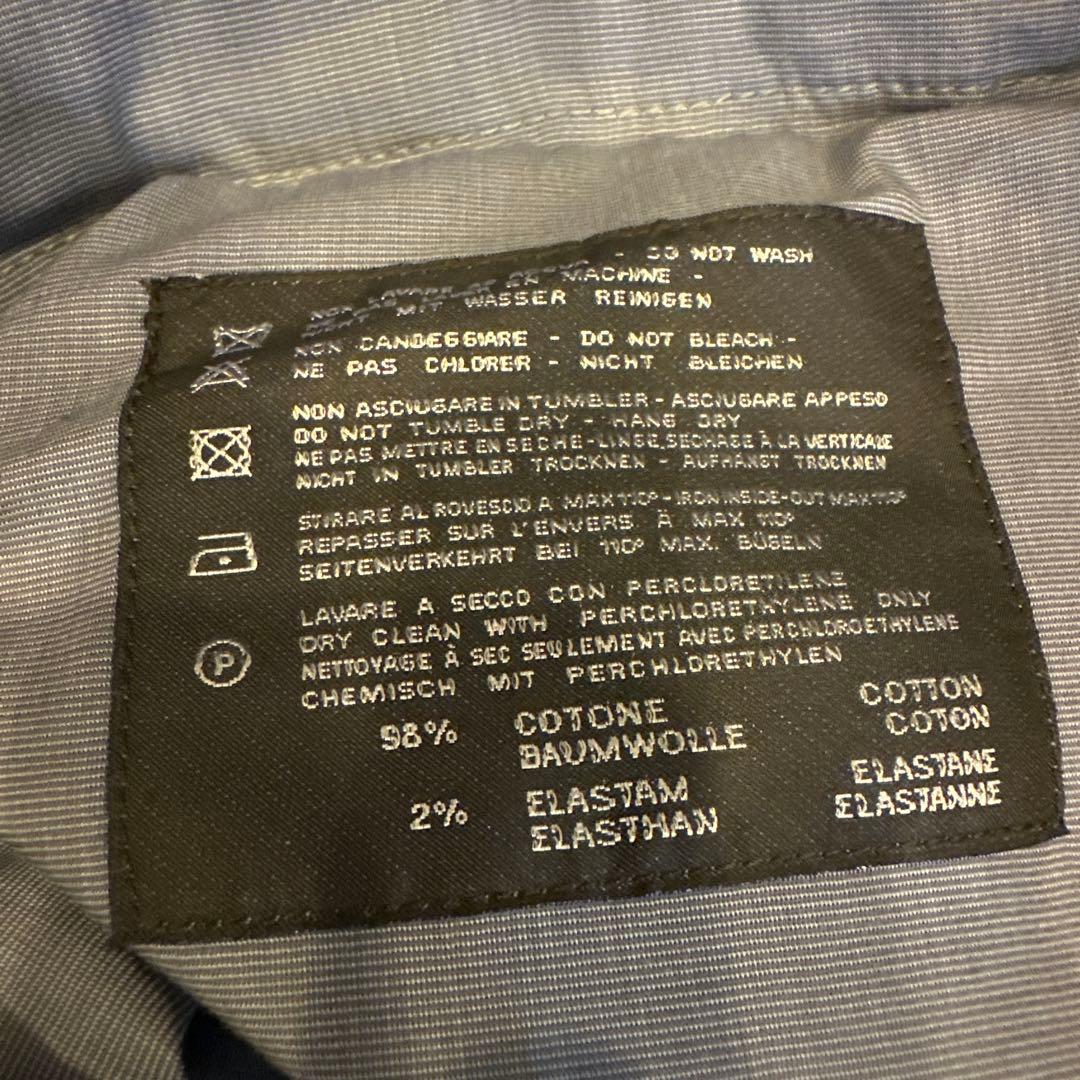 - DO NOT WASH
MACHINE -
MIT WASSER REINIGEN
NON CANDEGGIARE - DO NOT BLEACH -
NE PAS CHLORER - NICHT BLEICHEN
NON ASCIUGARE IN TUMBLER - ASCIUGARE APPESO
DO NOT TUMBLE DRY - HANG DRY
NE PAS METTRE EN SECHE-LINGE, SECHAGE À LA VERTICALE
NICHT IN TUMBLER TROCKNEN - AUFHÄNGT TROCKNEN
STIRARE AL ROVESCIO A MAX 110° - IRON INSIDE-OUT MAX 110°
REPASSER SUR L'ENVERS À MAX 110°
SEITENVERKEHRT BEI 110° MAX. BÜGELN
P
LAVARE A SECCO CON PERCLORETILENE
DRY CLEAN WITH PERCHLORETHYLENE ONLY
NETTOYAGE À SEC SEULEMENT AVEC PERCHLOROETHYLENE
CHEMISCH MIT PERCHLORETHYLEN
98% COTONE COTTON
BAUMWOLLE COTON
2% ELASTAM ELASTANE
ELASTHAN ELASTANNE